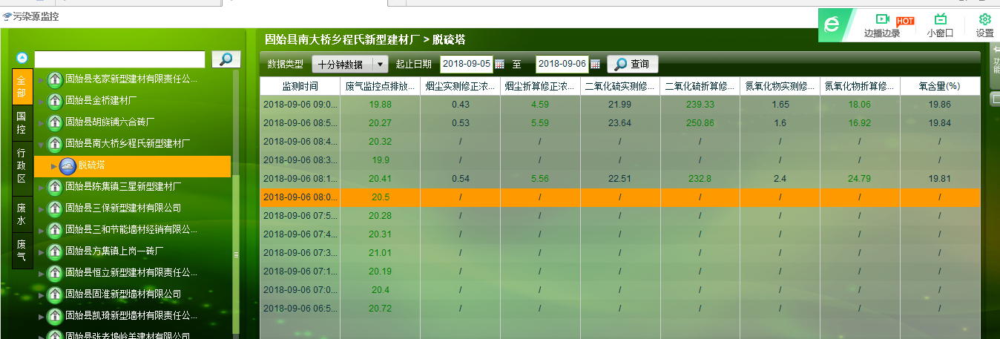 污染源监控
HOT
边播边录
小窗口
设置
功能
固始县南大桥乡程氏新型建材厂 > 脱硫塔
数据类型 十分钟数据 起止日期 2018-09-05 至 2018-09-06 查询
全部
国控
行政区
废水
废气
固始县老家新型建材有限责任公...
固始县金桥建材厂
固始县胡族铺六合砖厂
固始县南大桥乡程氏新型建材厂
脱硫塔
固始县陈集镇三星新型建材厂
固始县三保新型建材有限公司
固始县三和节能墙材经销有限公...
固始县方集镇上岗一砖厂
固始县恒立新型建材有限责任公...
固始县固淮新型墙材有限公司
固始县凯琦新型墙材有限责任公...
固始县张老埠岭羊建材有限公司
监测时间 废气监控点排放... 烟尘实测修正浓... 烟尘折算修正浓... 二氧化硫实测修... 二氧化硫折算修... 氮氧化物实测修... 氮氧化物折算修... 氧含量(%)
2018-09-06 09:0... 19.88 0.43 4.59 21.99 239.33 1.65 18.06 19.86
2018-09-06 08:5... 20.27 0.53 5.59 23.64 250.86 1.6 16.92 19.84
2018-09-06 08:4... 20.32 / / / / / / /
2018-09-06 08:3... 19.9 / / / / / / /
2018-09-06 08:1... 20.41 0.54 5.56 22.51 232.8 2.4 24.79 19.81
2018-09-06 08:0... 20.5 / / / / / / /
2018-09-06 07:5... 20.28 / / / / / / /
2018-09-06 07:4... 20.31 / / / / / / /
2018-09-06 07:3... 21.01 / / / / / / /
2018-09-06 07:1... 20.19 / / / / / / /
2018-09-06 07:0... 20.4 / / / / / / /
2018-09-06 06:5... 20.72 / / / / / / /